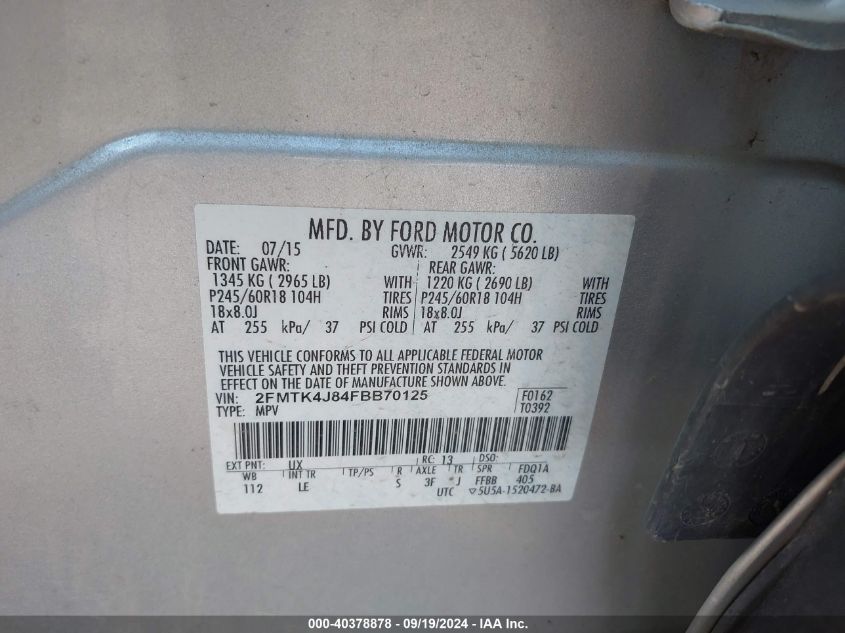 MFD. BY FORD MOTOR CO.
DATE: 07/15 GVWR: 2549 KG ( 5620 LB)
FRONT GAWR: REAR GAWR:
1345 KG ( 2965 LB) WITH 1220 KG ( 2690 LB) WITH
P245/60R18 104H TIRES P245/60R18 104H TIRES
18x8.0J RIMS 18x8.0J RIMS
AT 255 kPa/ 37 PSI COLD AT 255 kPa/ 37 PSI COLD
THIS VEHICLE CONFORMS TO ALL APPLICABLE FEDERAL MOTOR
VEHICLE SAFETY AND THEFT PREVENTION STANDARDS IN
EFFECT ON THE DATE OF MANUFACTURE SHOWN ABOVE.
VIN: 2FMTK4J84FBB70125 F0162
TYPE: MPV T0392
EXT PNT: UX RC: 13 DSO:
WB INT TR TP/PS R AXLE TR SPR FDQ1A
112 LE S 3F J FFBB 405
UTC ▽5U5A-1520472-BA
000-40378878 - 09/19/2024 - IAA Inc.